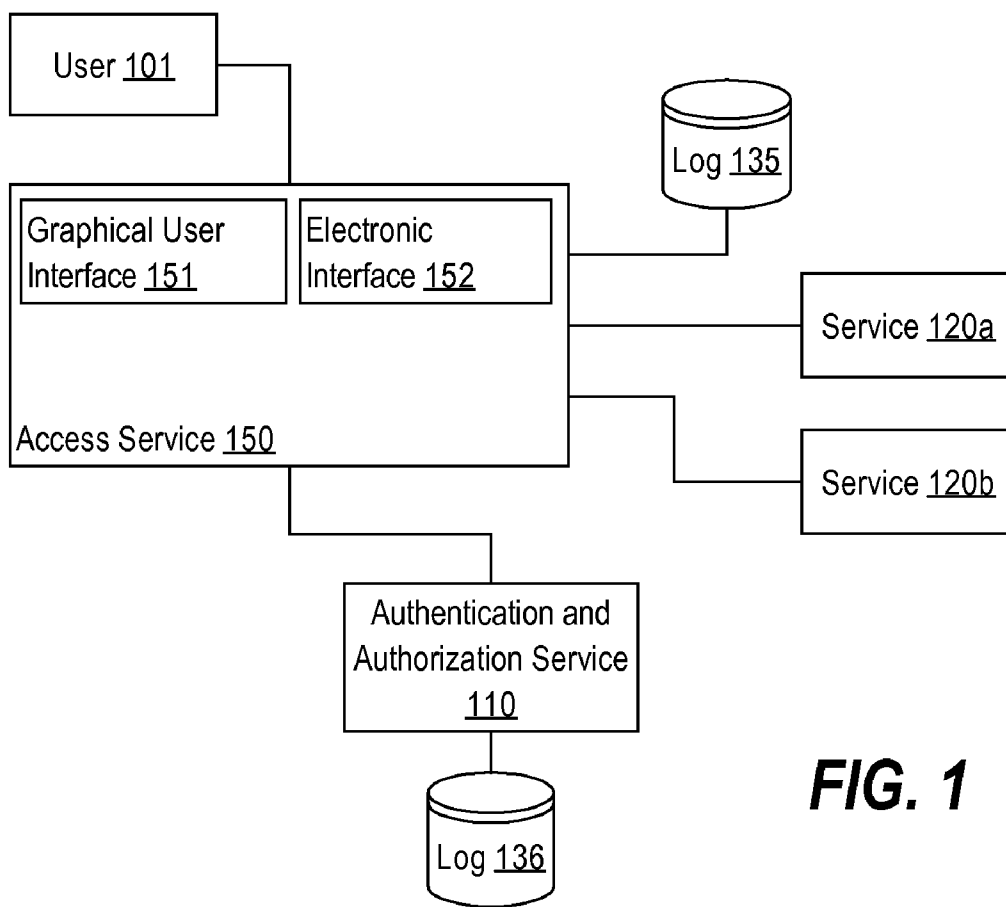 User 101
Log 135
Graphical User
Interface 151
Electronic
Interface 152
Service 120a
Access Service 150
Service 120b
Authentication and
Authorization Service
110
FIG. 1
Log 136